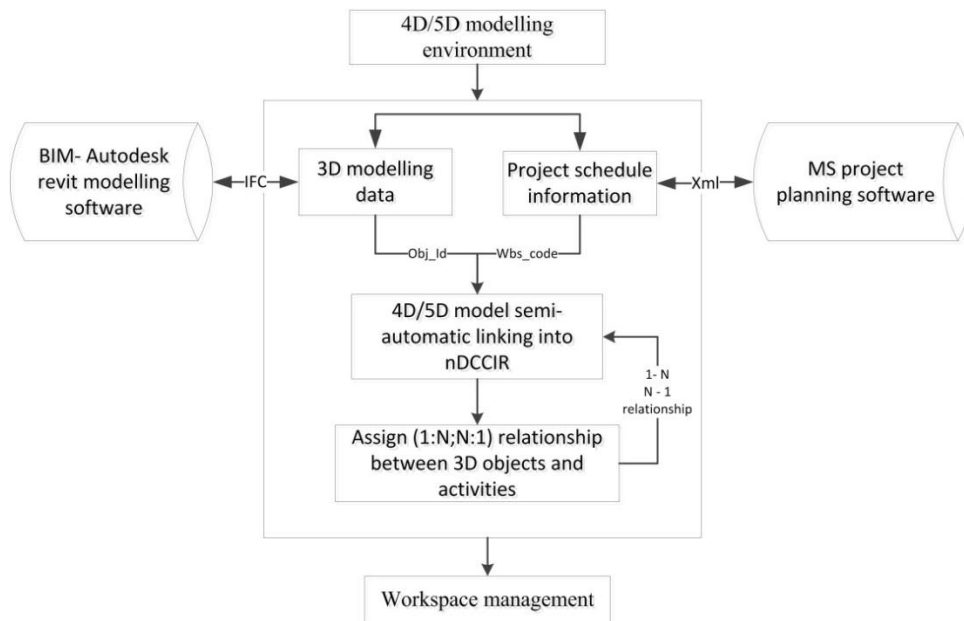 4D/5D modelling
environment
BIM- Autodesk
revit modelling
software
IFC
3D modelling
data
Project schedule
information
Xml
MS project
planning software
Obj_Id
Wbs_code
4D/5D model semi-
automatic linking into
nDCCIR
1- N
N - 1
relationship
Assign (1:N;N:1) relationship
between 3D objects and
activities
Workspace management